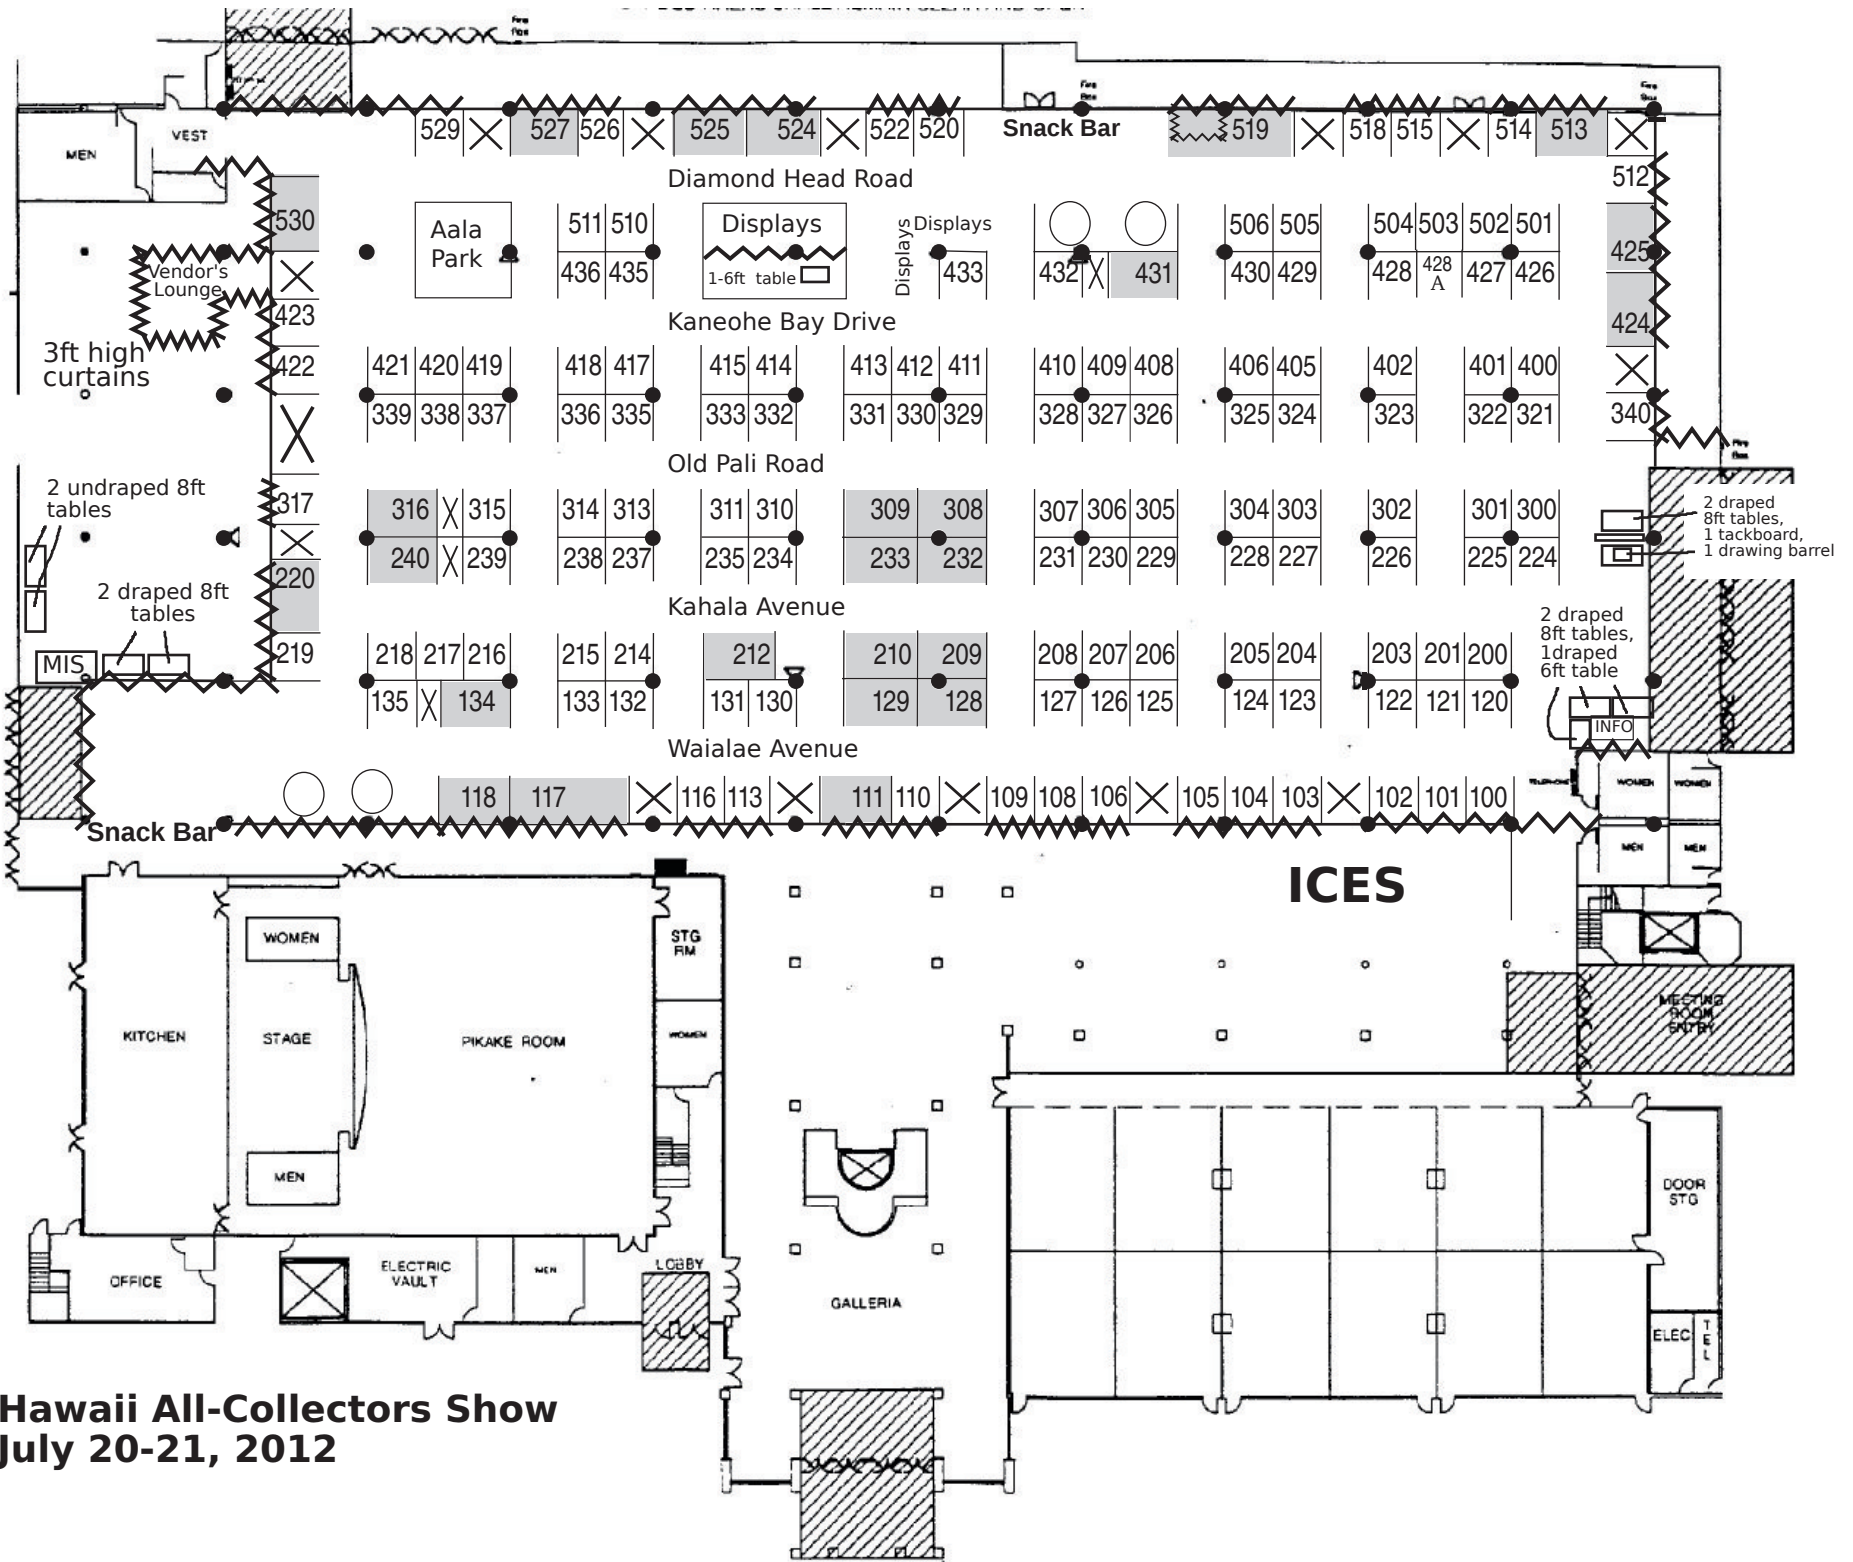 Fire
Box
VEST
MEN
529 527 526 525 524 522 520 Snack Bar 519 518 515 514 513
Fire
Box
Fire
Box
Diamond Head Road
512
530
Aala
Park
511 510
Displays
1-6ft table
Displays
Displays
506 505 504 503 502 501
425
436 435 433 432 431 430 429 428 428 A 427 426
Vendor's
Lounge
423
Kaneohe Bay Drive
424
3ft high
curtains
422 421 420 419 418 417 415 414 413 412 411 410 409 408 406 405 402 401 400
339 338 337 336 335 333 332 331 330 329 328 327 326 325 324 323 322 321 340
Old Pali Road
Fire
Box
2 undraped 8ft
tables
317 316 315 314 313 311 310 309 308 307 306 305 304 303 302 301 300
2 draped
8ft tables,
1 tackboard,
1 drawing barrel
240 239 238 237 235 234 233 232 231 230 229 228 227 226 225 224
220
2 draped 8ft
tables
Kahala Avenue
2 draped
8ft tables,
1draped
6ft table
MIS
219 218 217 216 215 214 212 210 209 208 207 206 205 204 203 201 200
135 134 133 132 131 130 129 128 127 126 125 124 123 122 121 120
INFO
Waialae Avenue
TELEPHONE
WOMEN WOMEN
118 117 116 113 111 110 109 108 106 105 104 103 102 101 100
Snack Bar
MEN MEN
ICES
WOMEN
STG
RM
KITCHEN
STAGE
PIKAKE ROOM
WOMEN
MEETING
ROOM
ENTRY
MEN
DOOR
STG
OFFICE
ELECTRIC
VAULT
MEN
LOBBY
GALLERIA
ELEC
TEL
Hawaii All-Collectors Show
July 20-21, 2012